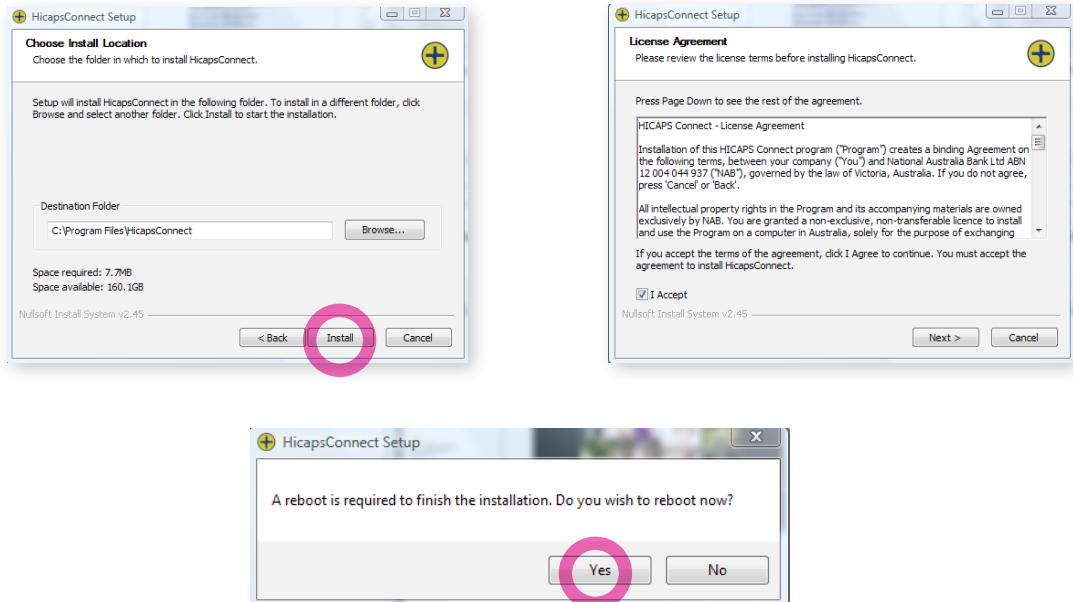 HicapsConnect Setup
Choose Install Location
Choose the folder in which to install HicapsConnect.
Setup will install HicapsConnect in the following folder. To install in a different folder, click
Browse and select another folder. Click Install to start the installation.
Destination Folder
C:\Program Files\HicapsConnect
Browse...
Space required: 7.7MB
Space available: 160.1GB
Nullsoft Install System v2.45
< Back
Install
Cancel
HicapsConnect Setup
License Agreement
Please review the license terms before installing HicapsConnect.
Press Page Down to see the rest of the agreement.
HICAPS Connect - License Agreement
Installation of this HICAPS Connect program ("Program") creates a binding Agreement on
the following terms, between your company ("You") and National Australia Bank Ltd ABN
12 004 044 937 ("NAB"), governed by the law of Victoria, Australia. If you do not agree,
press 'Cancel' or 'Back'.
All intellectual property rights in the Program and its accompanying materials are owned
exclusively by NAB. You are granted a non-exclusive, non-transferable licence to install
and use the Program on a computer in Australia, solely for the purpose of exchanging
If you accept the terms of the agreement, click I Agree to continue. You must accept the
agreement to install HicapsConnect.
I Accept
Nullsoft Install System v2.45
Next >
Cancel
HicapsConnect Setup
A reboot is required to finish the installation. Do you wish to reboot now?
Yes
No